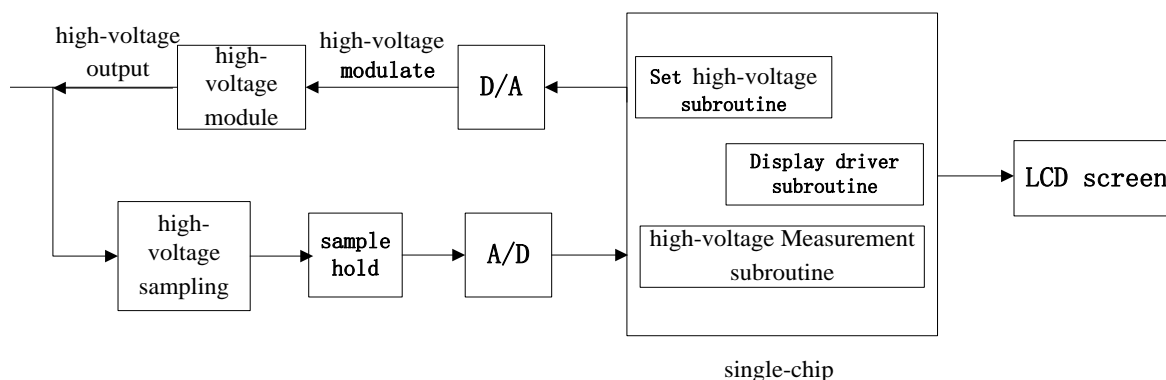 high-voltage
output
high-
voltage
module
high-voltage
modulate
D/A
Set high-voltage
subroutine
Display driver
subroutine
LCD screen
high-
voltage
sampling
sample
hold
A/D
high-voltage Measurement
subroutine
single-chip